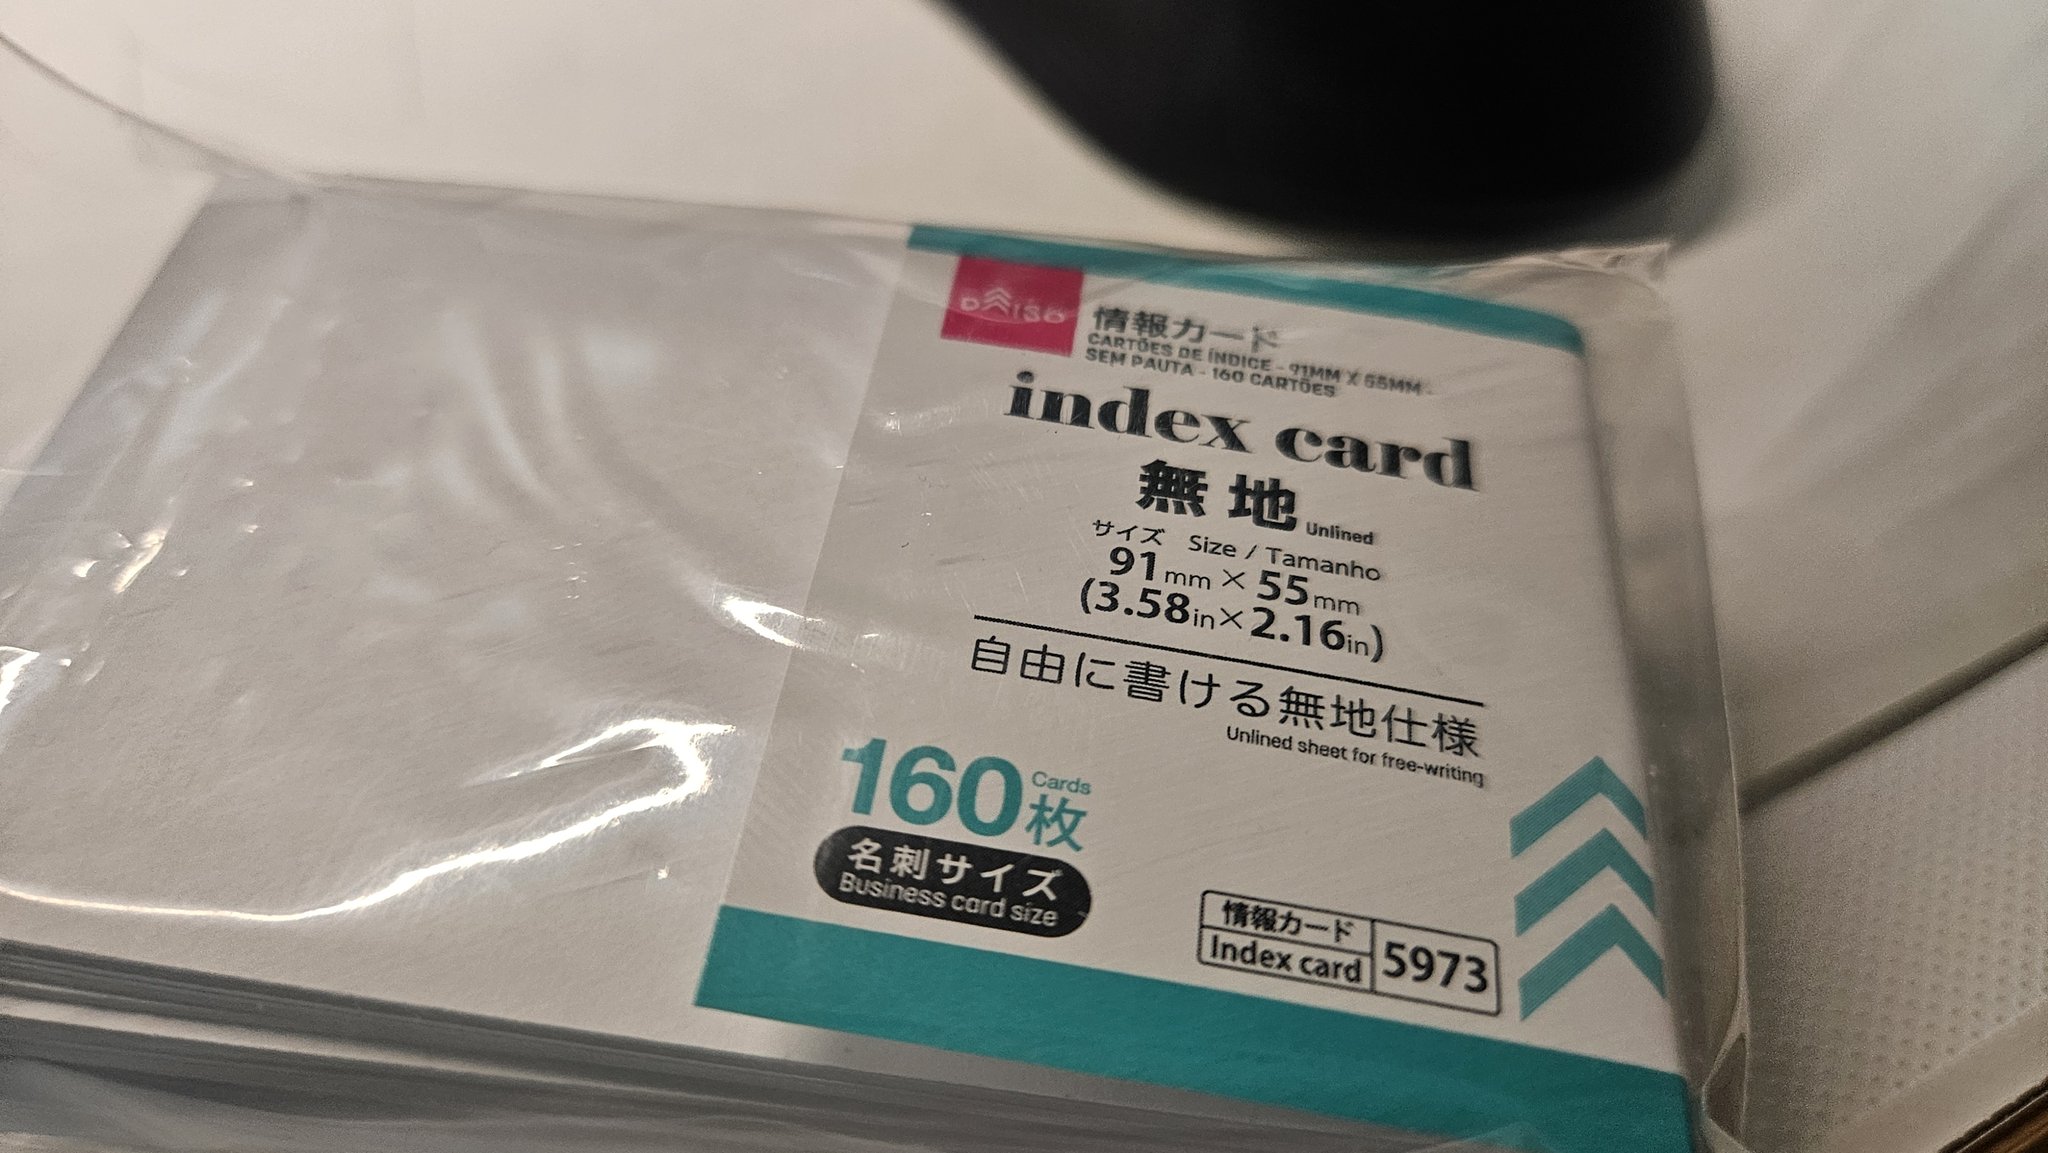 DAISO
情報カード
CARTÕES DE ÍNDICE - 91MM X 55MM -
SEM PAUTA - 160 CARTÕES
index card
無地 Unlined
サイズ Size / Tamanho
91mm×55mm
(3.58in×2.16in)
自由に書ける無地仕様
Unlined sheet for free-writing
160枚 Cards
名刺サイズ
Business card size
情報カード
Index card
5973